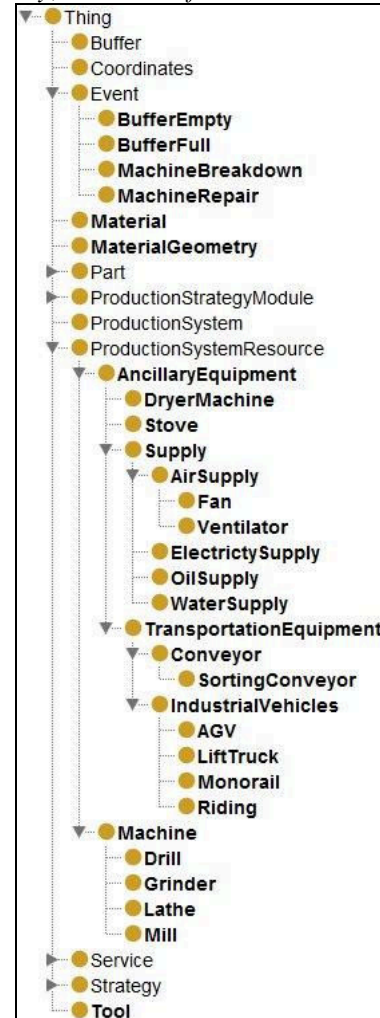 Thing
Buffer
Coordinates
Event
BufferEmpty
BufferFull
MachineBreakdown
MachineRepair
Material
MaterialGeometry
Part
ProductionStrategyModule
ProductionSystem
ProductionSystemResource
AncillaryEquipment
DryerMachine
Stove
Supply
AirSupply
Fan
Ventilator
ElectrictySupply
OilSupply
WaterSupply
TransportationEquipment
Conveyor
SortingConveyor
IndustrialVehicles
AGV
LiftTruck
Monorail
Riding
Machine
Drill
Grinder
Lathe
Mill
Service
Strategy
Tool